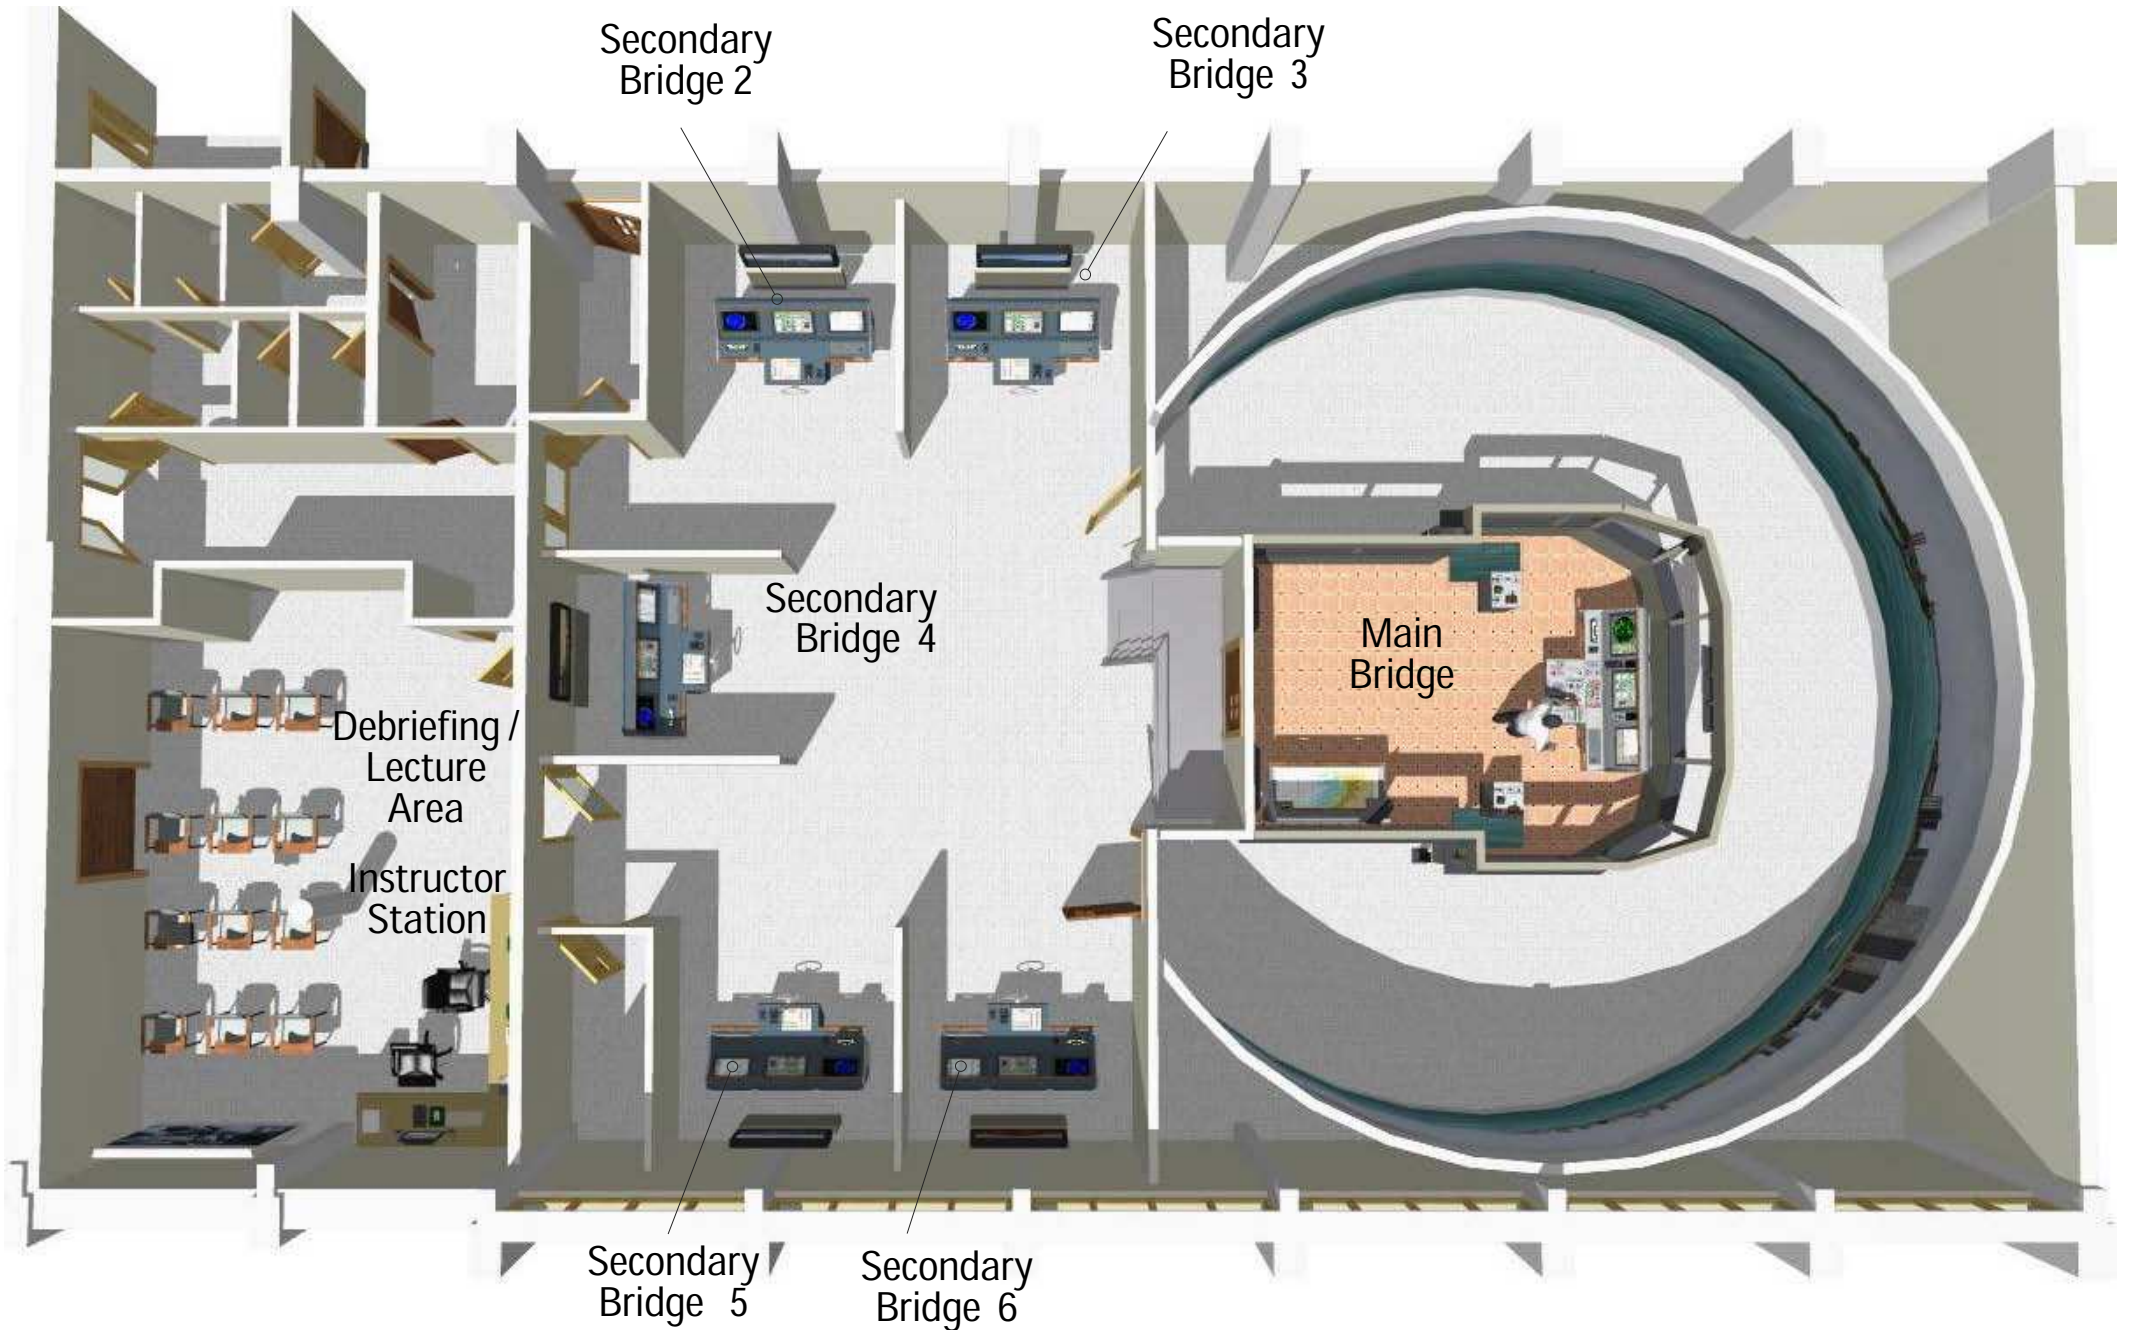 Secondary
Bridge 2
Secondary
Bridge 3
Secondary
Bridge 4
Main
Bridge
Debriefing /
Lecture
Area
Instructor
Station
Secondary
Bridge 5
Secondary
Bridge 6